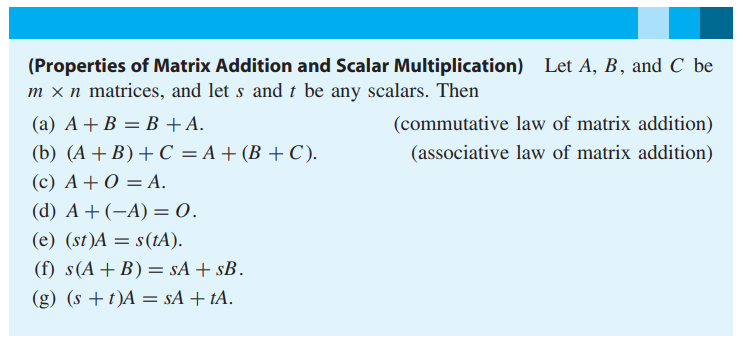 (Properties of Matrix Addition and Scalar Multiplication) Let A, B, and C be
m × n matrices, and let s and t be any scalars. Then
(a) A + B = B + A. (commutative law of matrix addition)
(b) (A + B) + C = A + (B + C). (associative law of matrix addition)
(c) A + O = A.
(d) A + (−A) = O.
(e) (st)A = s(tA).
(f) s(A + B) = sA + sB.
(g) (s + t)A = sA + tA.